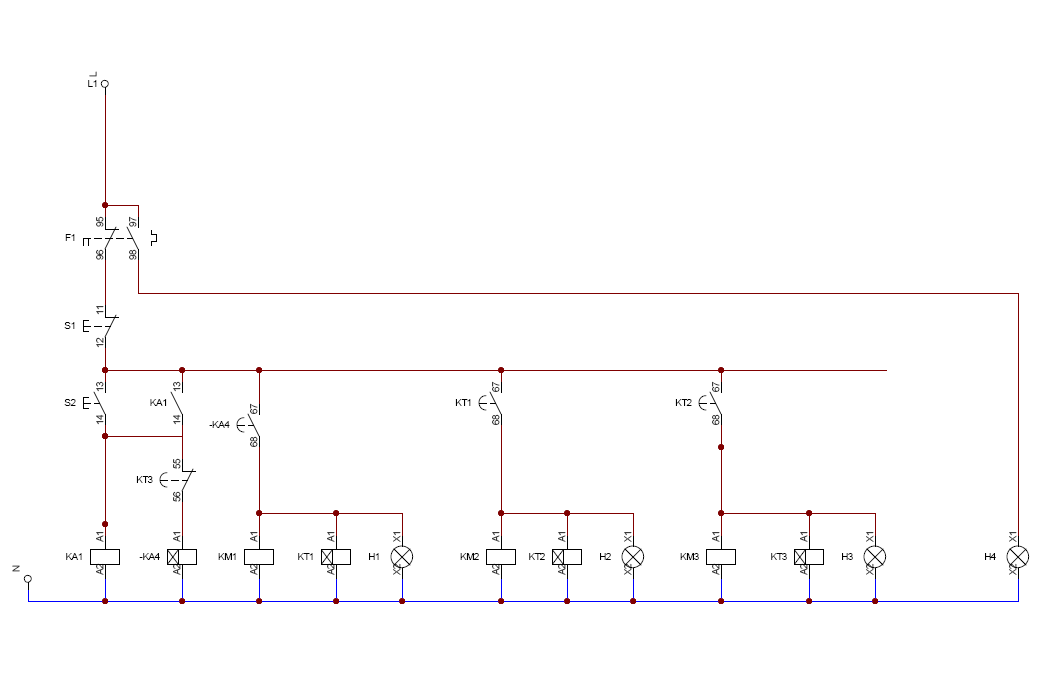 L
L1
95
97
F1
96
98
11
S1
12
13
13
67
67
S2
KA1
KT1
KT2
67
14
14
-KA4
68
68
68
55
KT3
56
A1
A1
A1
A1
X1
A1
A1
X1
A1
A1
X1
X1
KA1
-KA4
KM1
KT1
H1
KM2
KT2
H2
KM3
KT3
H3
H4
A2
A2
A2
A2
X2
A2
A2
X2
A2
A2
X2
X2
N